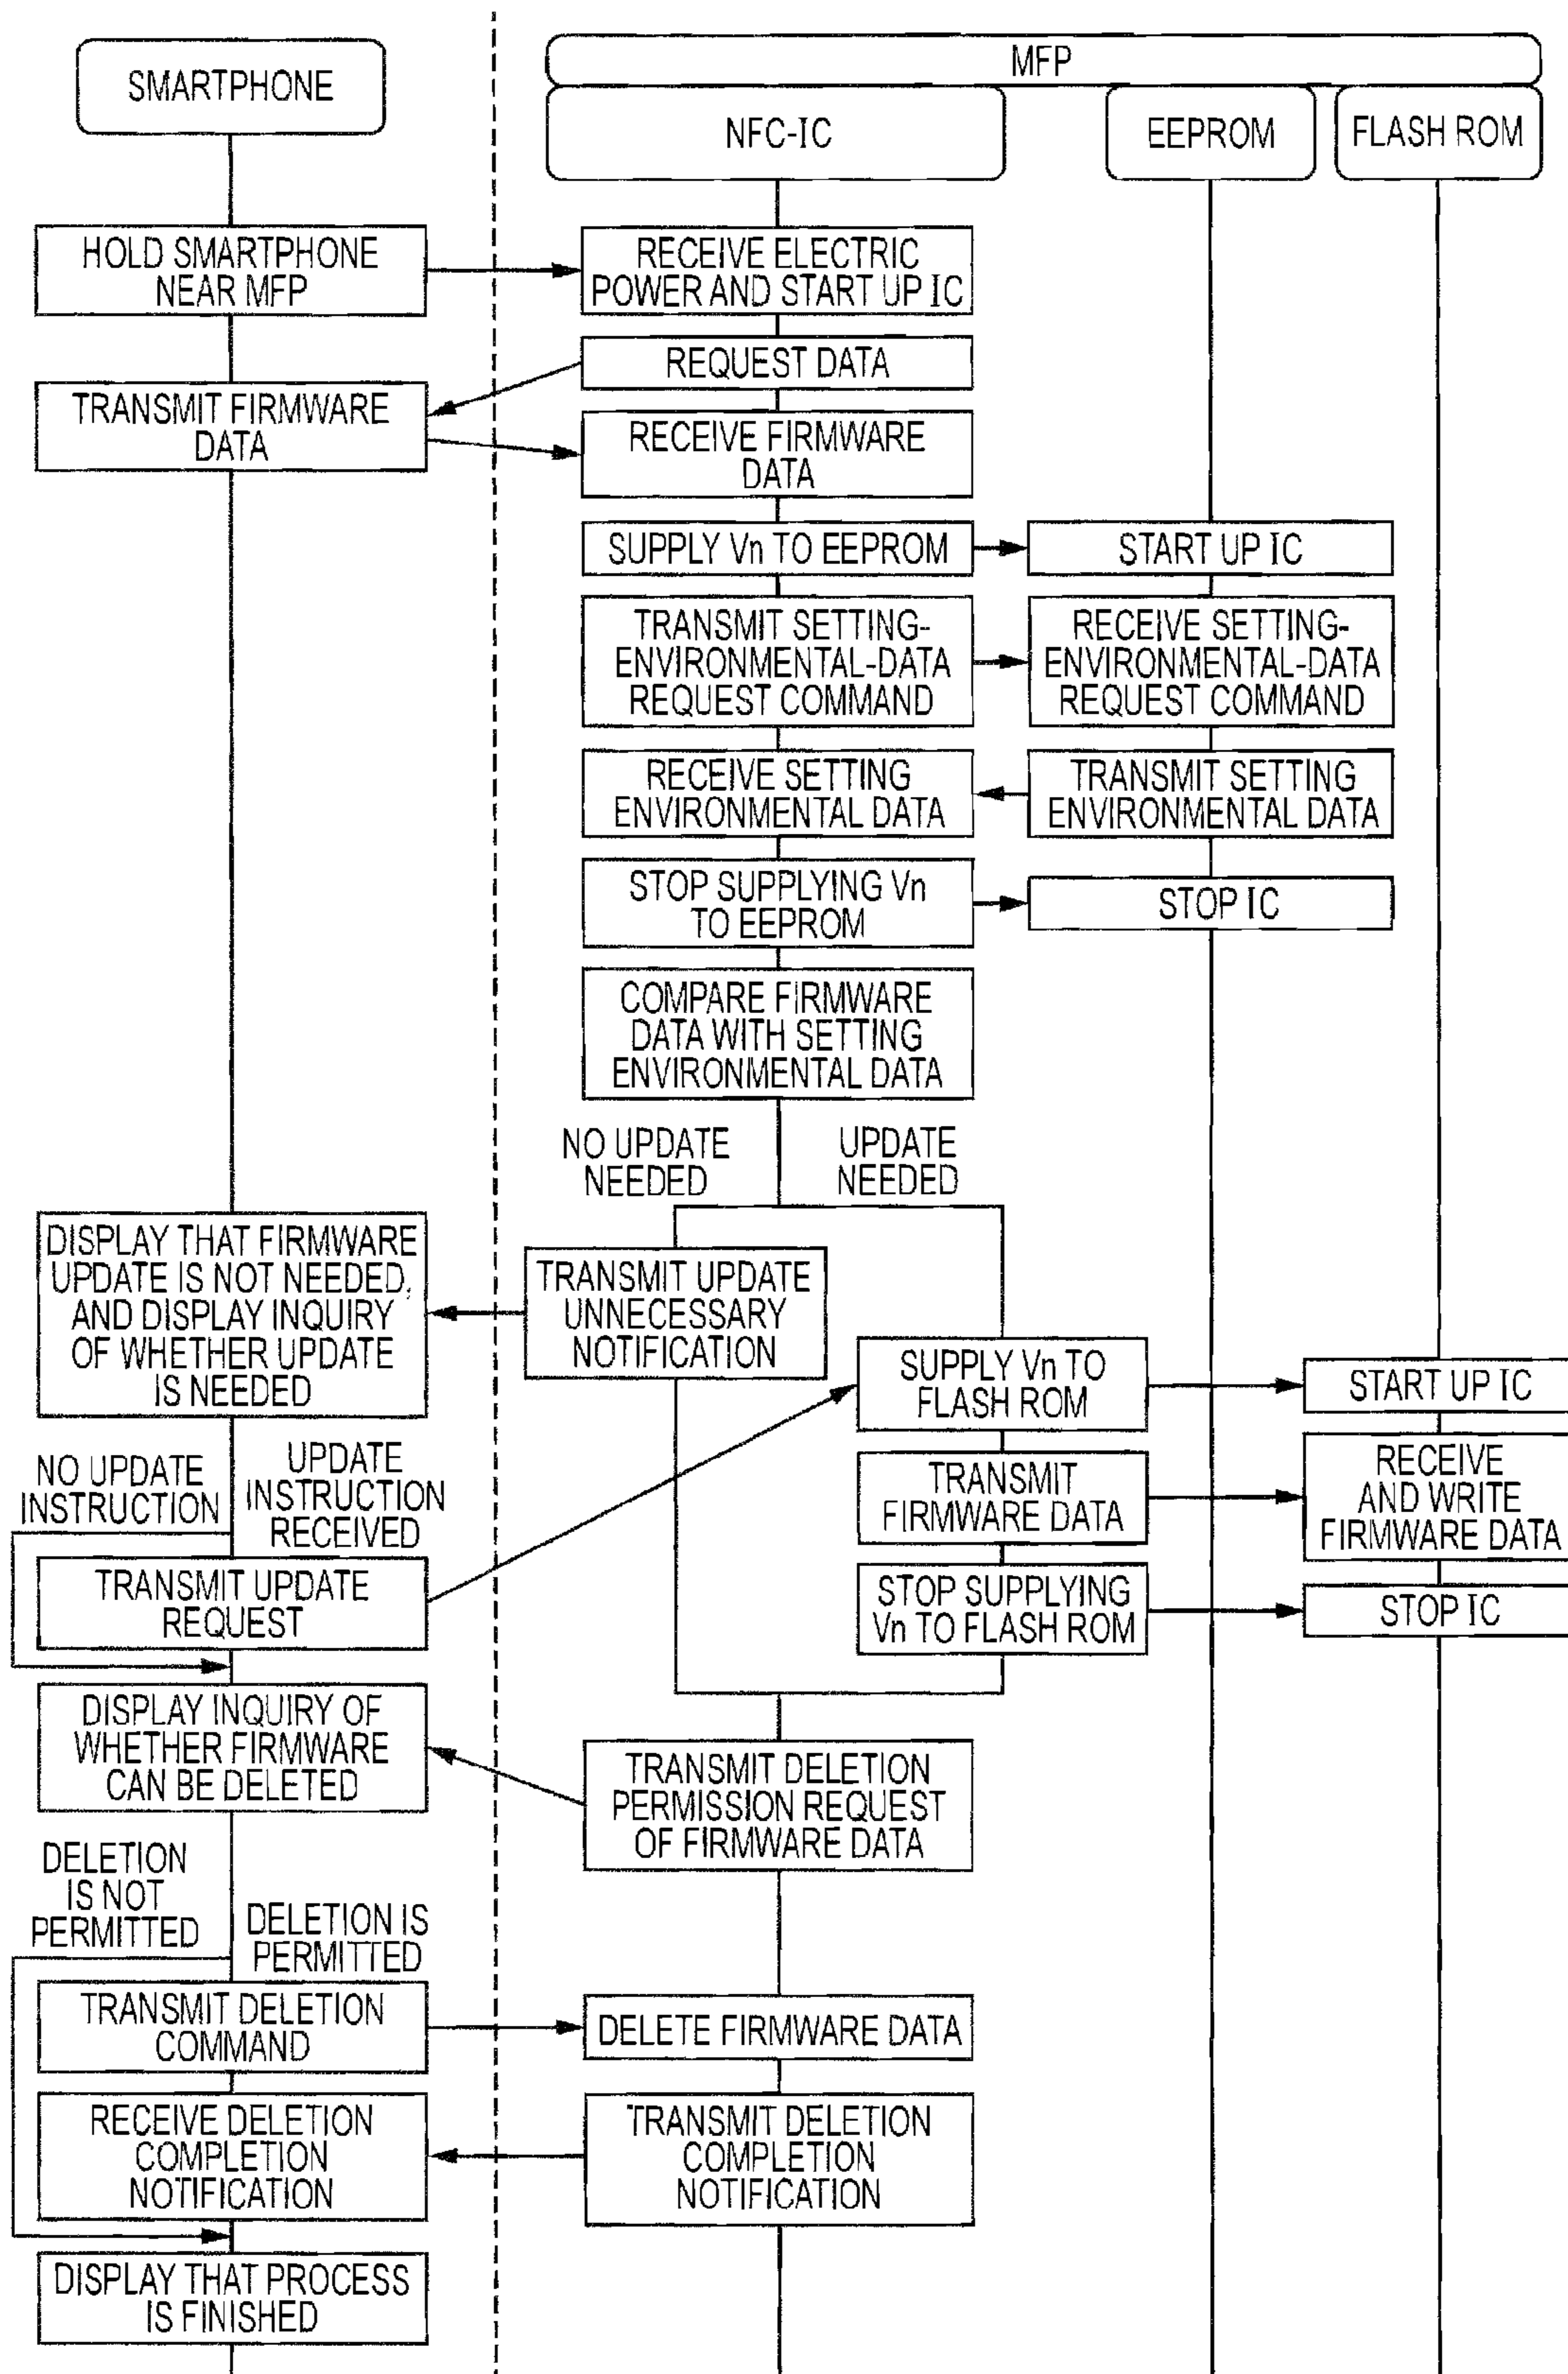 MFP
SMARTPHONE
NFC-IC
EEPROM
FLASH ROM
HOLD SMARTPHONE
NEAR MFP
RECEIVE ELECTRIC
POWER AND START UP IC
REQUEST DATA
TRANSMIT FIRMWARE
DATA
RECEIVE FIRMWARE
DATA
SUPPLY Vn TO EEPROM
START UP IC
TRANSMIT SETTING-
ENVIRONMENTAL-DATA
REQUEST COMMAND
RECEIVE SETTING-
ENVIRONMENTAL-DATA
REQUEST COMMAND
RECEIVE SETTING
ENVIRONMENTAL DATA
TRANSMIT SETTING
ENVIRONMENTAL DATA
STOP SUPPLYING Vn
TO EEPROM
STOP IC
COMPARE FIRMWARE
DATA WITH SETTING
ENVIRONMENTAL DATA
NO UPDATE
NEEDED
UPDATE
NEEDED
DISPLAY THAT FIRMWARE
UPDATE IS NOT NEEDED,
AND DISPLAY INQUIRY
OF WHETHER UPDATE
IS NEEDED
TRANSMIT UPDATE
UNNECESSARY
NOTIFICATION
SUPPLY Vn TO
FLASH ROM
START UP IC
NO UPDATE
INSTRUCTION
UPDATE
INSTRUCTION
RECEIVED
TRANSMIT
FIRMWARE DATA
RECEIVE
AND WRITE
FIRMWARE DATA
TRANSMIT UPDATE
REQUEST
STOP SUPPLYING
Vn TO FLASH ROM
STOP IC
DISPLAY INQUIRY OF
WHETHER FIRMWARE
CAN BE DELETED
TRANSMIT DELETION
PERMISSION REQUEST
OF FIRMWARE DATA
DELETION
IS NOT
PERMITTED
DELETION IS
PERMITTED
TRANSMIT DELETION
COMMAND
DELETE FIRMWARE DATA
RECEIVE DELETION
COMPLETION
NOTIFICATION
TRANSMIT DELETION
COMPLETION
NOTIFICATION
DISPLAY THAT PROCESS
IS FINISHED